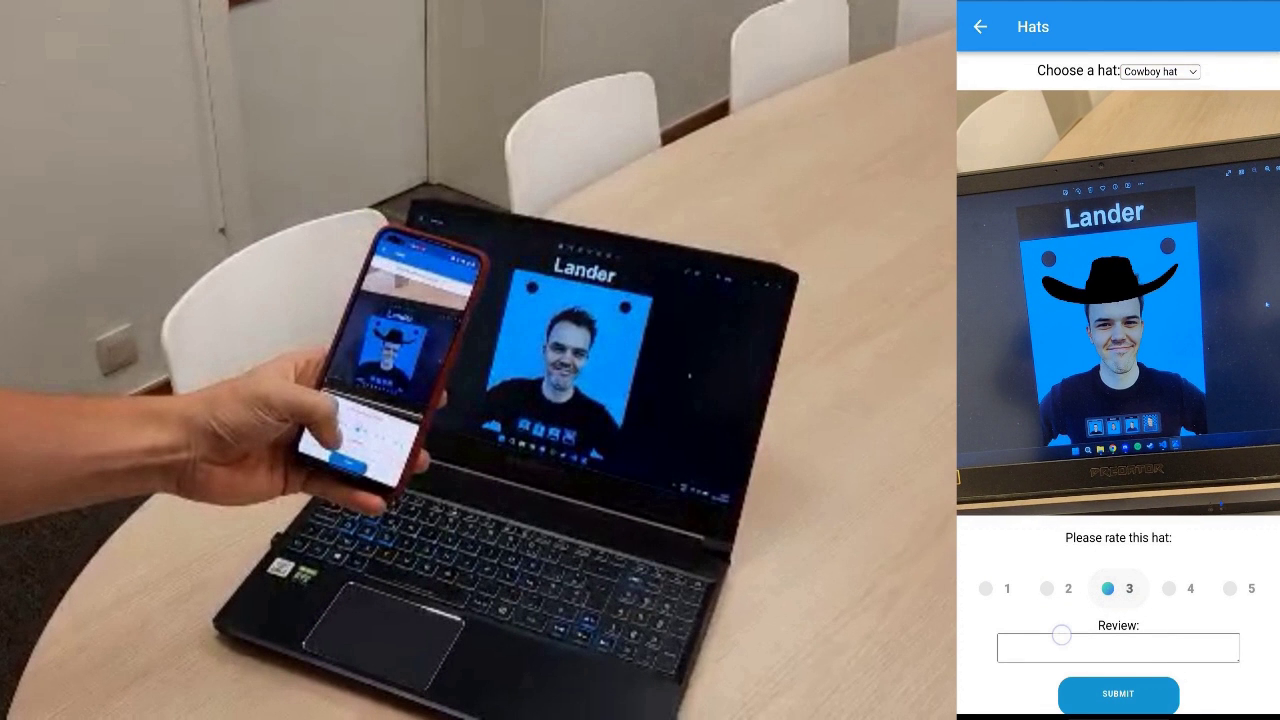 Lander
Hats
Choose a hat: Cowboy hat
Lander
PREDATOR
Please rate this hat:
1 2 3 4 5
Review:
SUBMIT